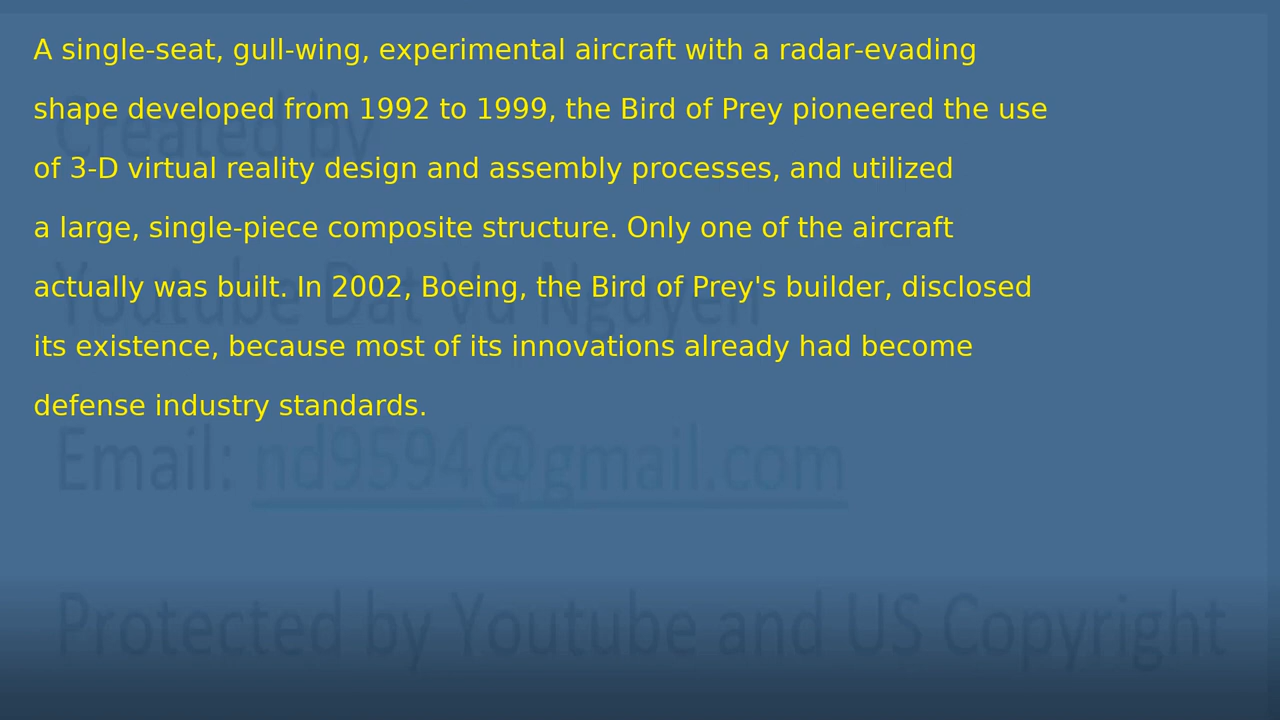 A single-seat, gull-wing, experimental aircraft with a radar-evading
shape developed from 1992 to 1999, the Bird of Prey pioneered the use
Created by
of 3-D virtual reality design and assembly processes, and utilized
a large, single-piece composite structure. Only one of the aircraft
actually was built. In 2002, Boeing, the Bird of Prey's builder, disclosed
Youtube Dat Vu Nguyen
its existence, because most of its innovations already had become
defense industry standards.
Email: nd9594@gmail.com
Protected by Youtube and US Copyright